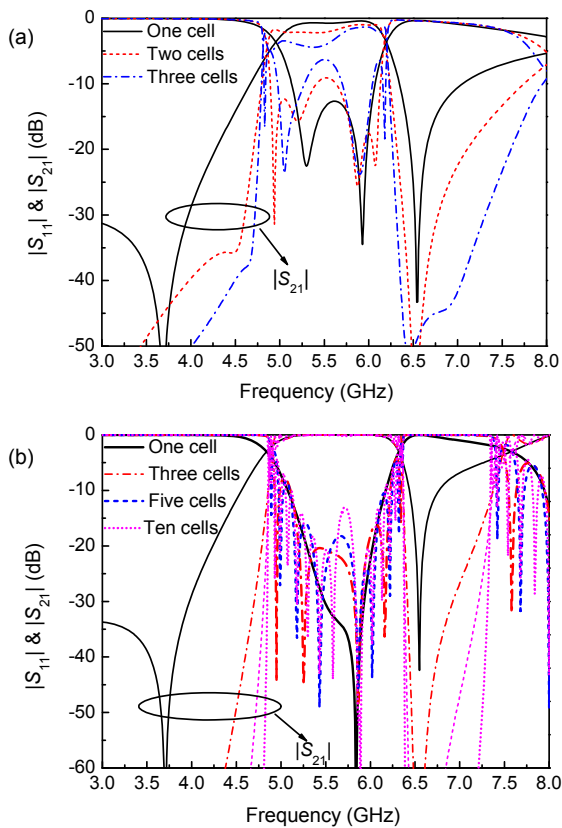 (a)
One cell
Two cells
Three cells
|S21|
|S11| & |S21| (dB)
0
-10
-20
-30
-40
-50
3.0 3.5 4.0 4.5 5.0 5.5 6.0 6.5 7.0 7.5 8.0
Frequency (GHz)
(b)
One cell
Three cells
Five cells
Ten cells
|S21|
|S11| & |S21| (dB)
0
-10
-20
-30
-40
-50
-60
3.0 3.5 4.0 4.5 5.0 5.5 6.0 6.5 7.0 7.5 8.0
Frequency (GHz)